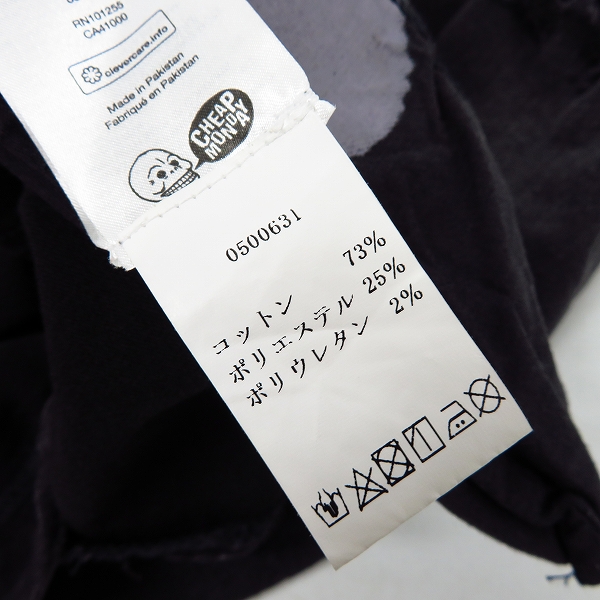 RN101255
CA41000
clevercare.info
Made in Pakistan
Fabriqué en Pakistan
CHEAP
MONDAY
0500631
コットン 73%
ポリエステル 25%
ポリウレタン 2%